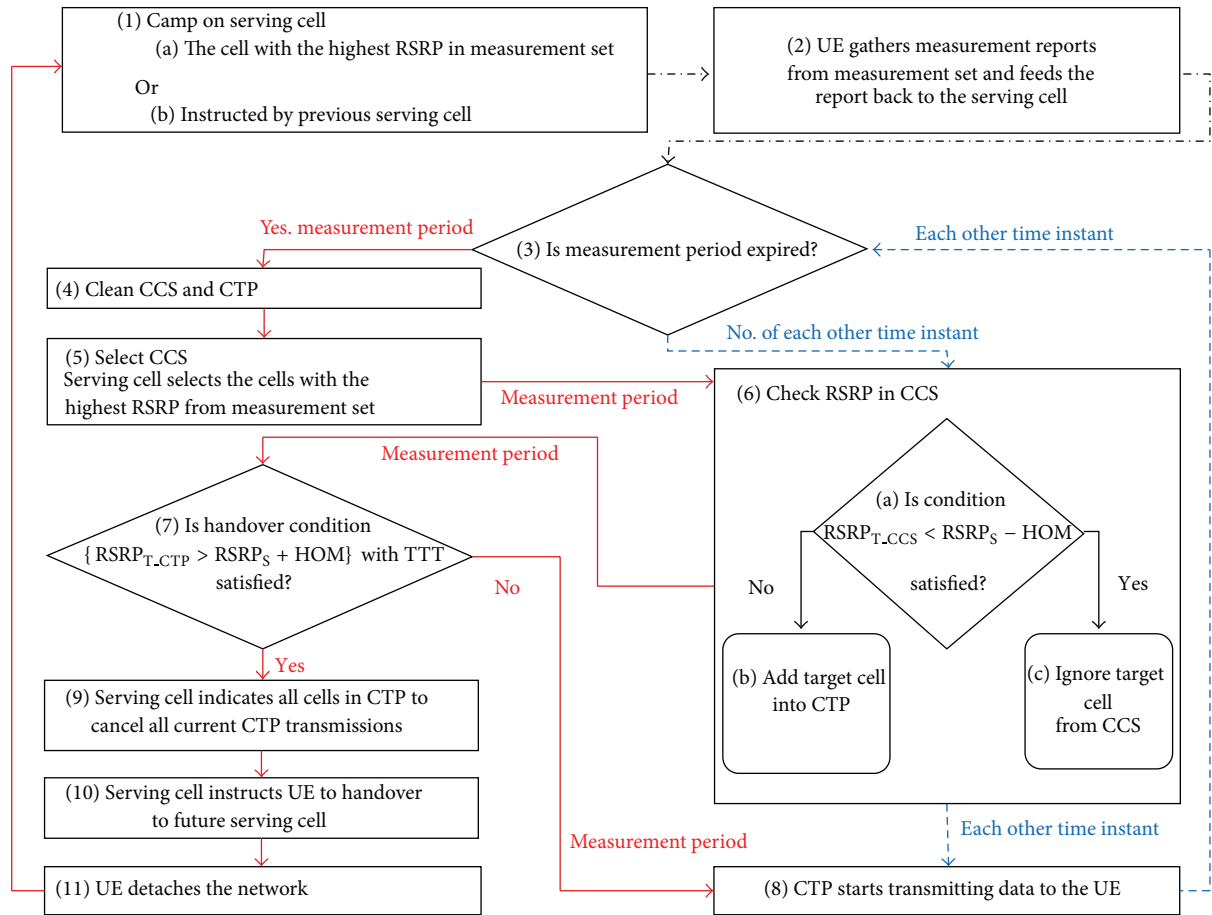 (1) Camp on serving cell
(a) The cell with the highest RSRP in measurement set
Or
(b) Instructed by previous serving cell
(2) UE gathers measurement reports
from measurement set and feeds the
report back to the serving cell
(3) Is measurement period expired?
Yes. measurement period
Each other time instant
(4) Clean CCS and CTP
No. of each other time instant
(5) Select CCS
Serving cell selects the cells with the
highest RSRP from measurement set
Measurement period
(6) Check RSRP in CCS
Measurement period
(7) Is handover condition
{RSRP_T_CTP > RSRP_S + HOM} with TTT
satisfied?
No
Yes
(a) Is condition
RSRP_T_CCS < RSRP_S − HOM
satisfied?
No
Yes
(b) Add target cell
into CTP
(c) Ignore target
cell
from CCS
(9) Serving cell indicates all cells in CTP to
cancel all current CTP transmissions
(10) Serving cell instructs UE to handover
to future serving cell
Measurement period
Each other time instant
(11) UE detaches the network
(8) CTP starts transmitting data to the UE